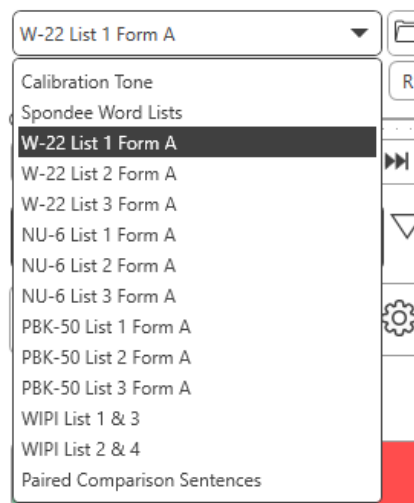 W-22 List 1 Form A
Calibration Tone
R
Spondee Word Lists
W-22 List 1 Form A
W-22 List 2 Form A
W-22 List 3 Form A
NU-6 List 1 Form A
NU-6 List 2 Form A
NU-6 List 3 Form A
PBK-50 List 1 Form A
PBK-50 List 2 Form A
PBK-50 List 3 Form A
WIPI List 1 & 3
WIPI List 2 & 4
Paired Comparison Sentences